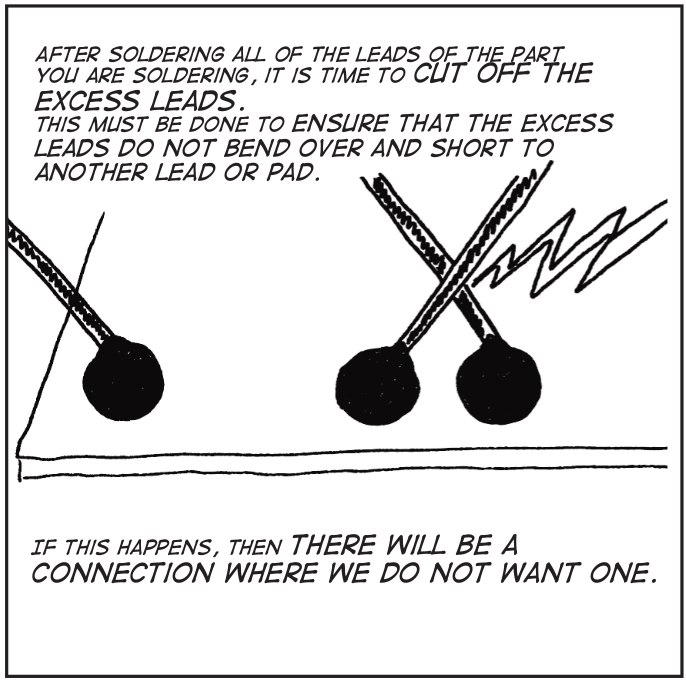 AFTER SOLDERING ALL OF THE LEADS OF THE PART
YOU ARE SOLDERING, IT IS TIME TO CUT OFF THE
EXCESS LEADS.
THIS MUST BE DONE TO ENSURE THAT THE EXCESS
LEADS DO NOT BEND OVER AND SHORT TO
ANOTHER LEAD OR PAD.
IF THIS HAPPENS, THEN THERE WILL BE A
CONNECTION WHERE WE DO NOT WANT ONE.